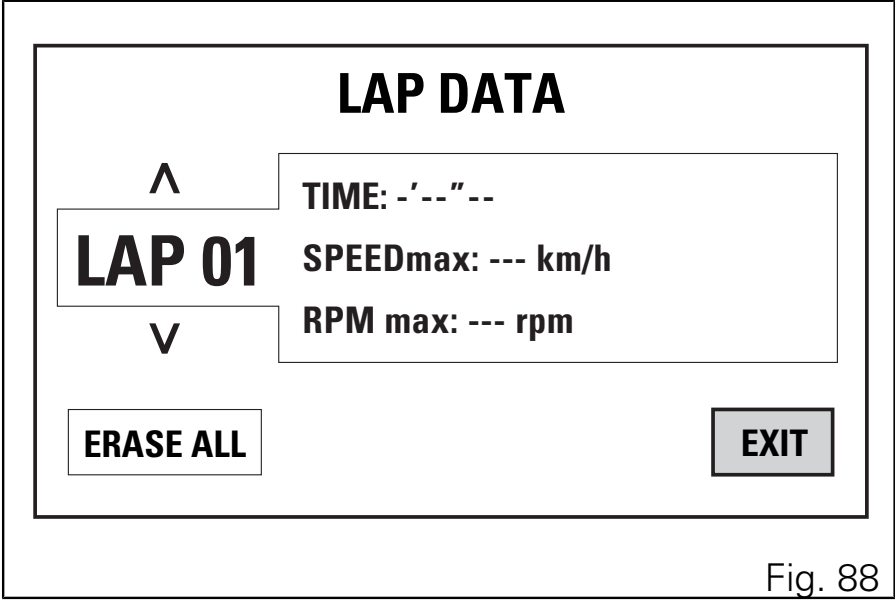 LAP DATA
^
LAP 01
v
TIME: -'--"--
SPEEDmax: --- km/h
RPM max: --- rpm
ERASE ALL
EXIT
Fig. 88